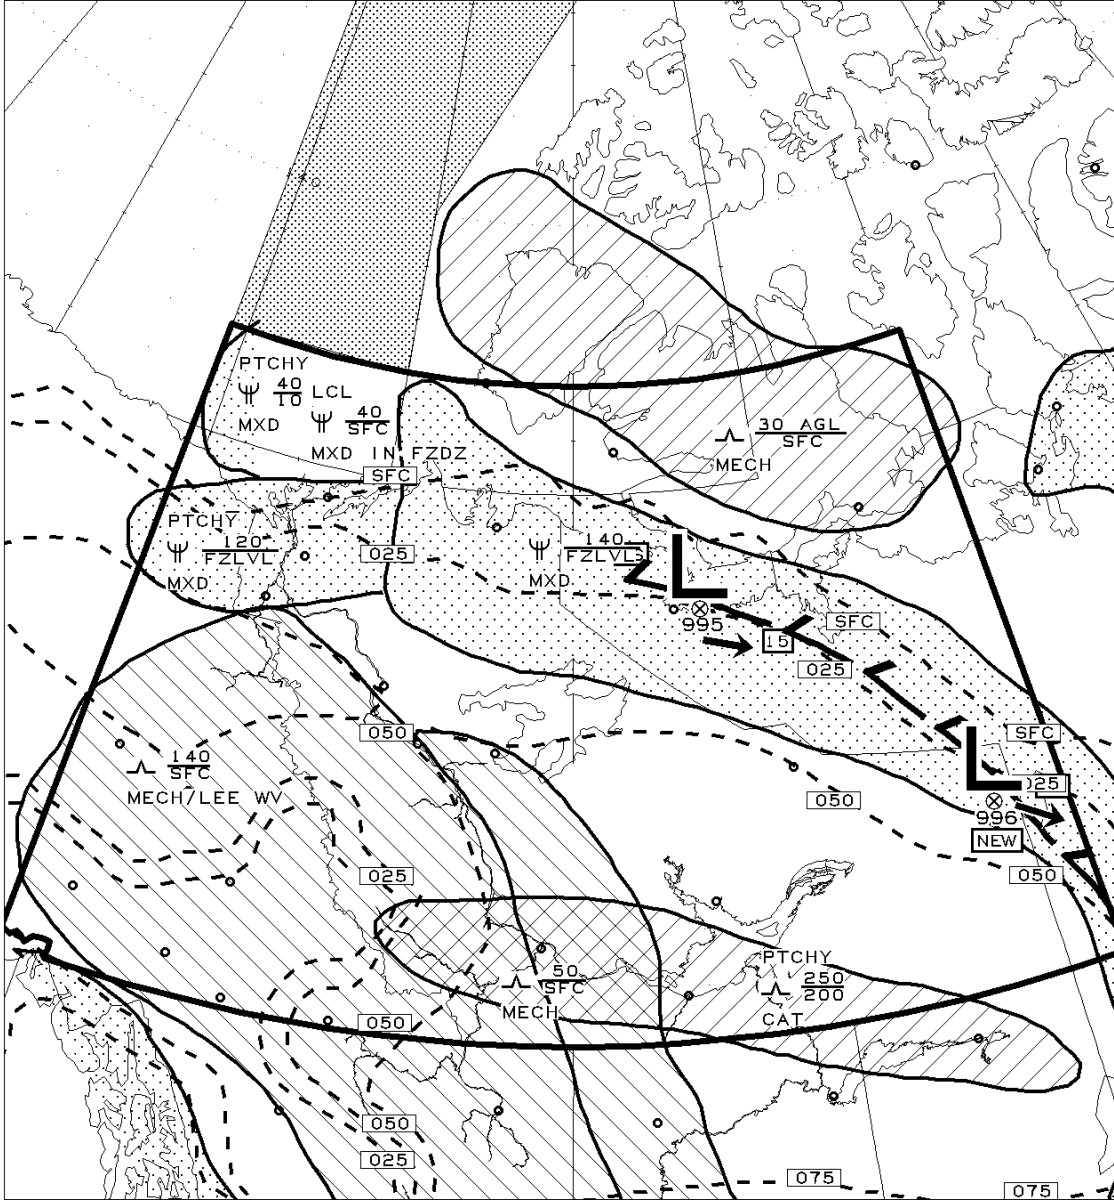 PTCHY
40
10
MXD
LCL
40
SFC
MXD IN FZDZ
SFC
30 AGL
SFC
MECH
PTCHY
120
FZLVL
MXD
025
140
FZLVL
MXD
L
995
15
SFC
025
SFC
050
L
025
996
NEW
140
SFC
MECH/LEE WV
050
050
025
PTCHY
250
200
CAT
50
SFC
MECH
050
050
025
075
075